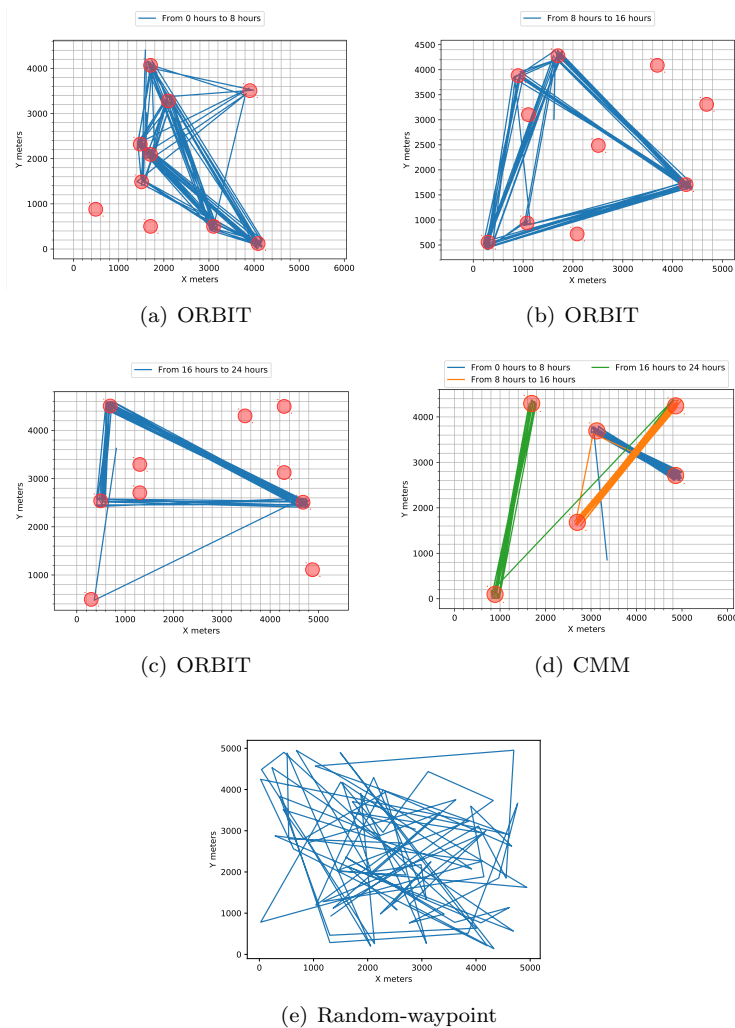 From 0 hours to 8 hours
4000
3000
2000
1000
0
Y meters
0 1000 2000 3000 4000 5000 6000
X meters
(a) ORBIT
From 8 hours to 16 hours
4500
4000
3500
3000
2500
2000
1500
1000
500
Y meters
0 1000 2000 3000 4000 5000
X meters
(b) ORBIT
From 16 hours to 24 hours
4000
3000
2000
1000
Y meters
0 1000 2000 3000 4000 5000
X meters
(c) ORBIT
From 0 hours to 8 hours
From 8 hours to 16 hours
From 16 hours to 24 hours
4000
3000
2000
1000
0
Y meters
0 1000 2000 3000 4000 5000 6000
X meters
(d) CMM
5000
4000
3000
2000
1000
0
Y meters
0 1000 2000 3000 4000 5000
X meters
(e) Random-waypoint